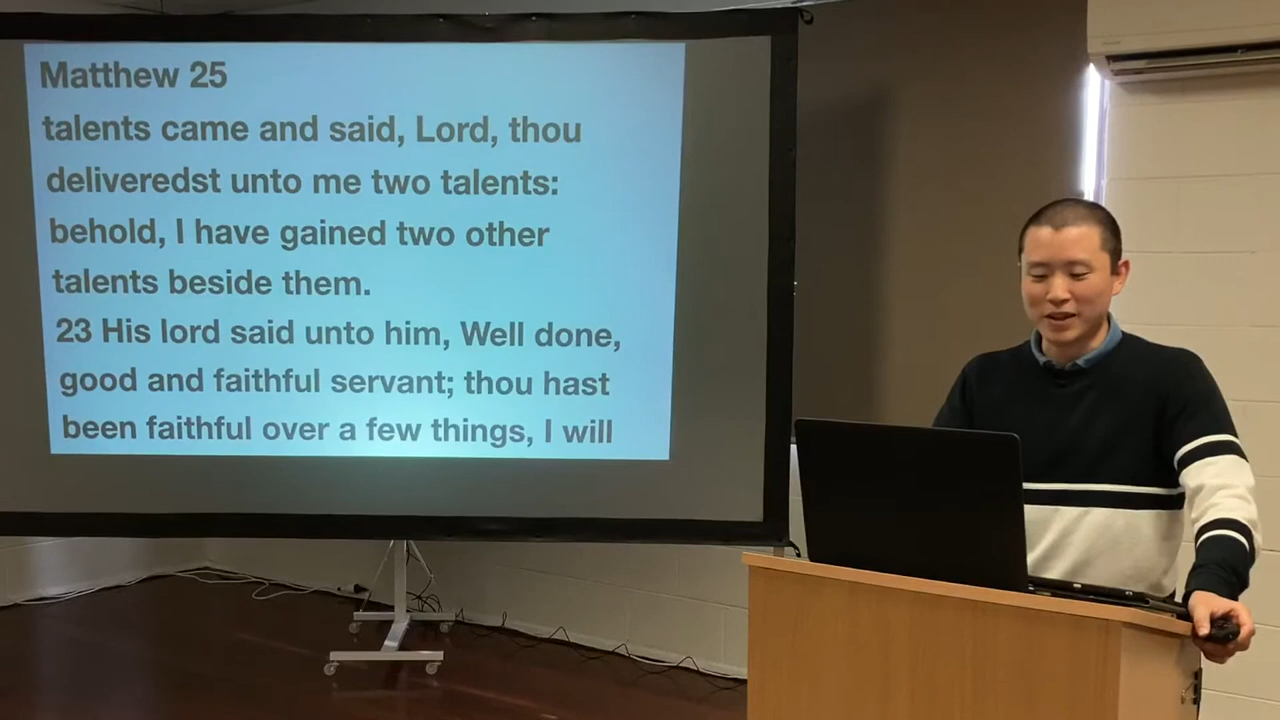 Matthew 25
talents came and said, Lord, thou
deliveredst unto me two talents:
behold, I have gained two other
talents beside them.
23 His lord said unto him, Well done,
good and faithful servant; thou hast
been faithful over a few things, I will